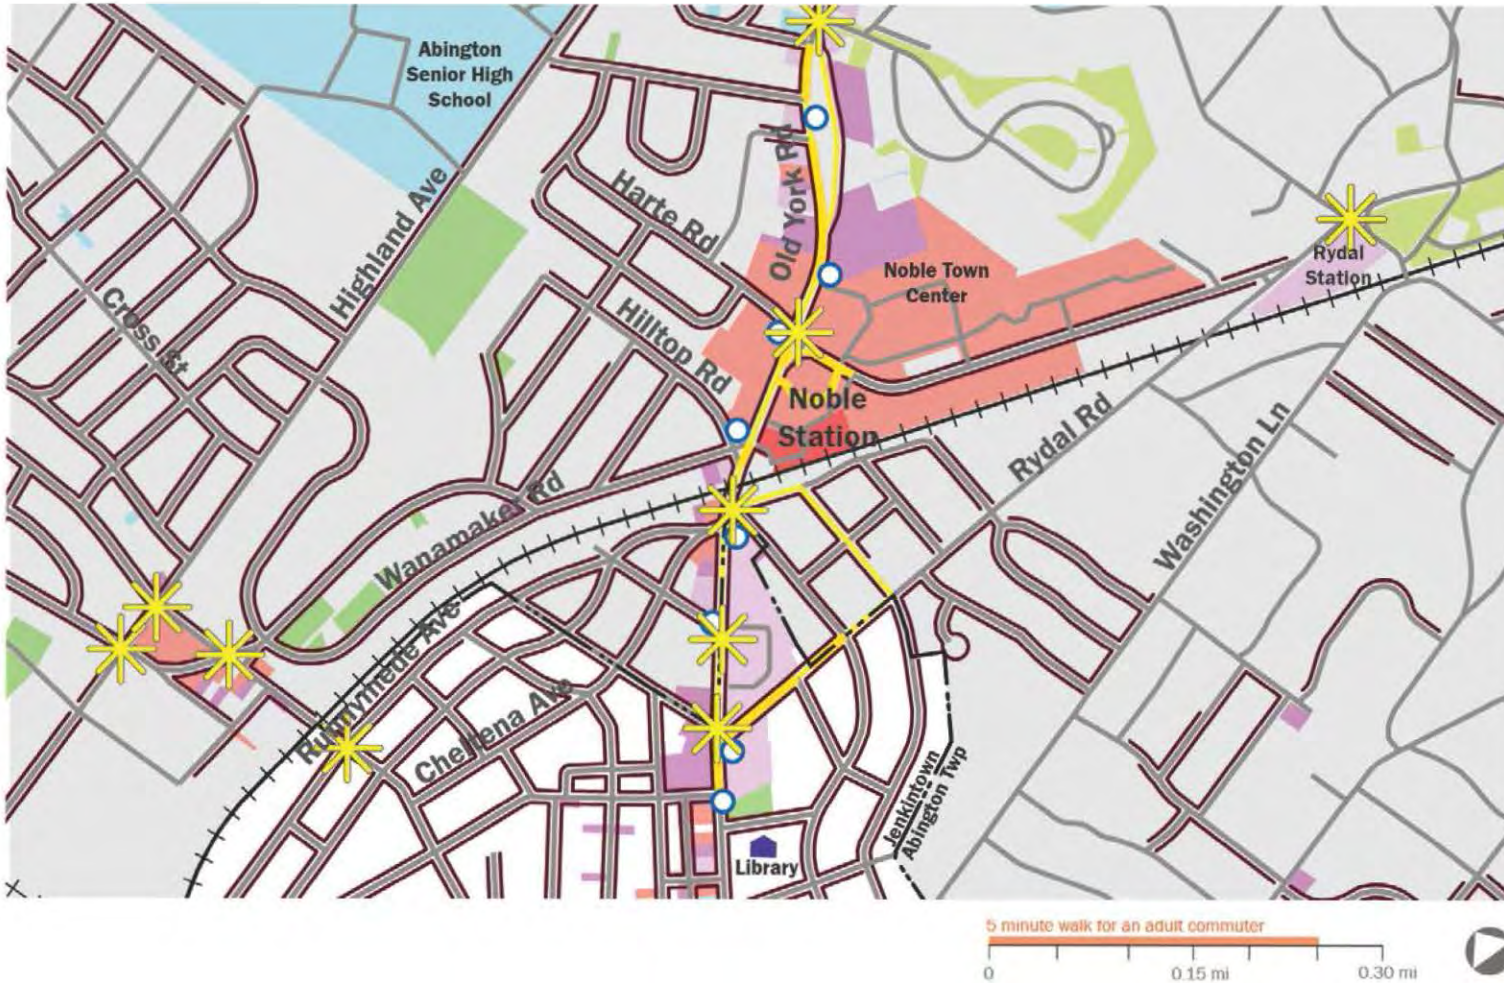 Abington
Senior High
School
Highland Ave
Cross St
Harte Rd
Old York Rd
Hilltop Rd
Noble Town
Center
Rydal
Station
Noble
Station
Rydal Rd
Washington Ln
Wanamaker Rd
Runnymede Ave
Cheltena Ave
Jenkintown
Abington Twp
Library
5 minute walk for an adult commuter
0
0.15 mi
0.30 mi